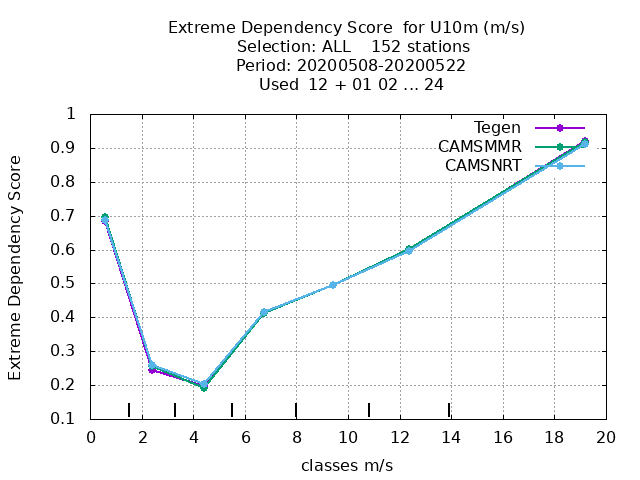 Extreme Dependency Score  for U10m (m/s)
Selection: ALL    152 stations
Period: 20200508-20200522
Used  12 + 01 02 ... 24
Extreme Dependency Score
1
0.9
0.8
0.7
0.6
0.5
0.4
0.3
0.2
0.1
Tegen
CAMSMMR
CAMSNRT
0 2 4 6 8 10 12 14 16 18 20
classes m/s